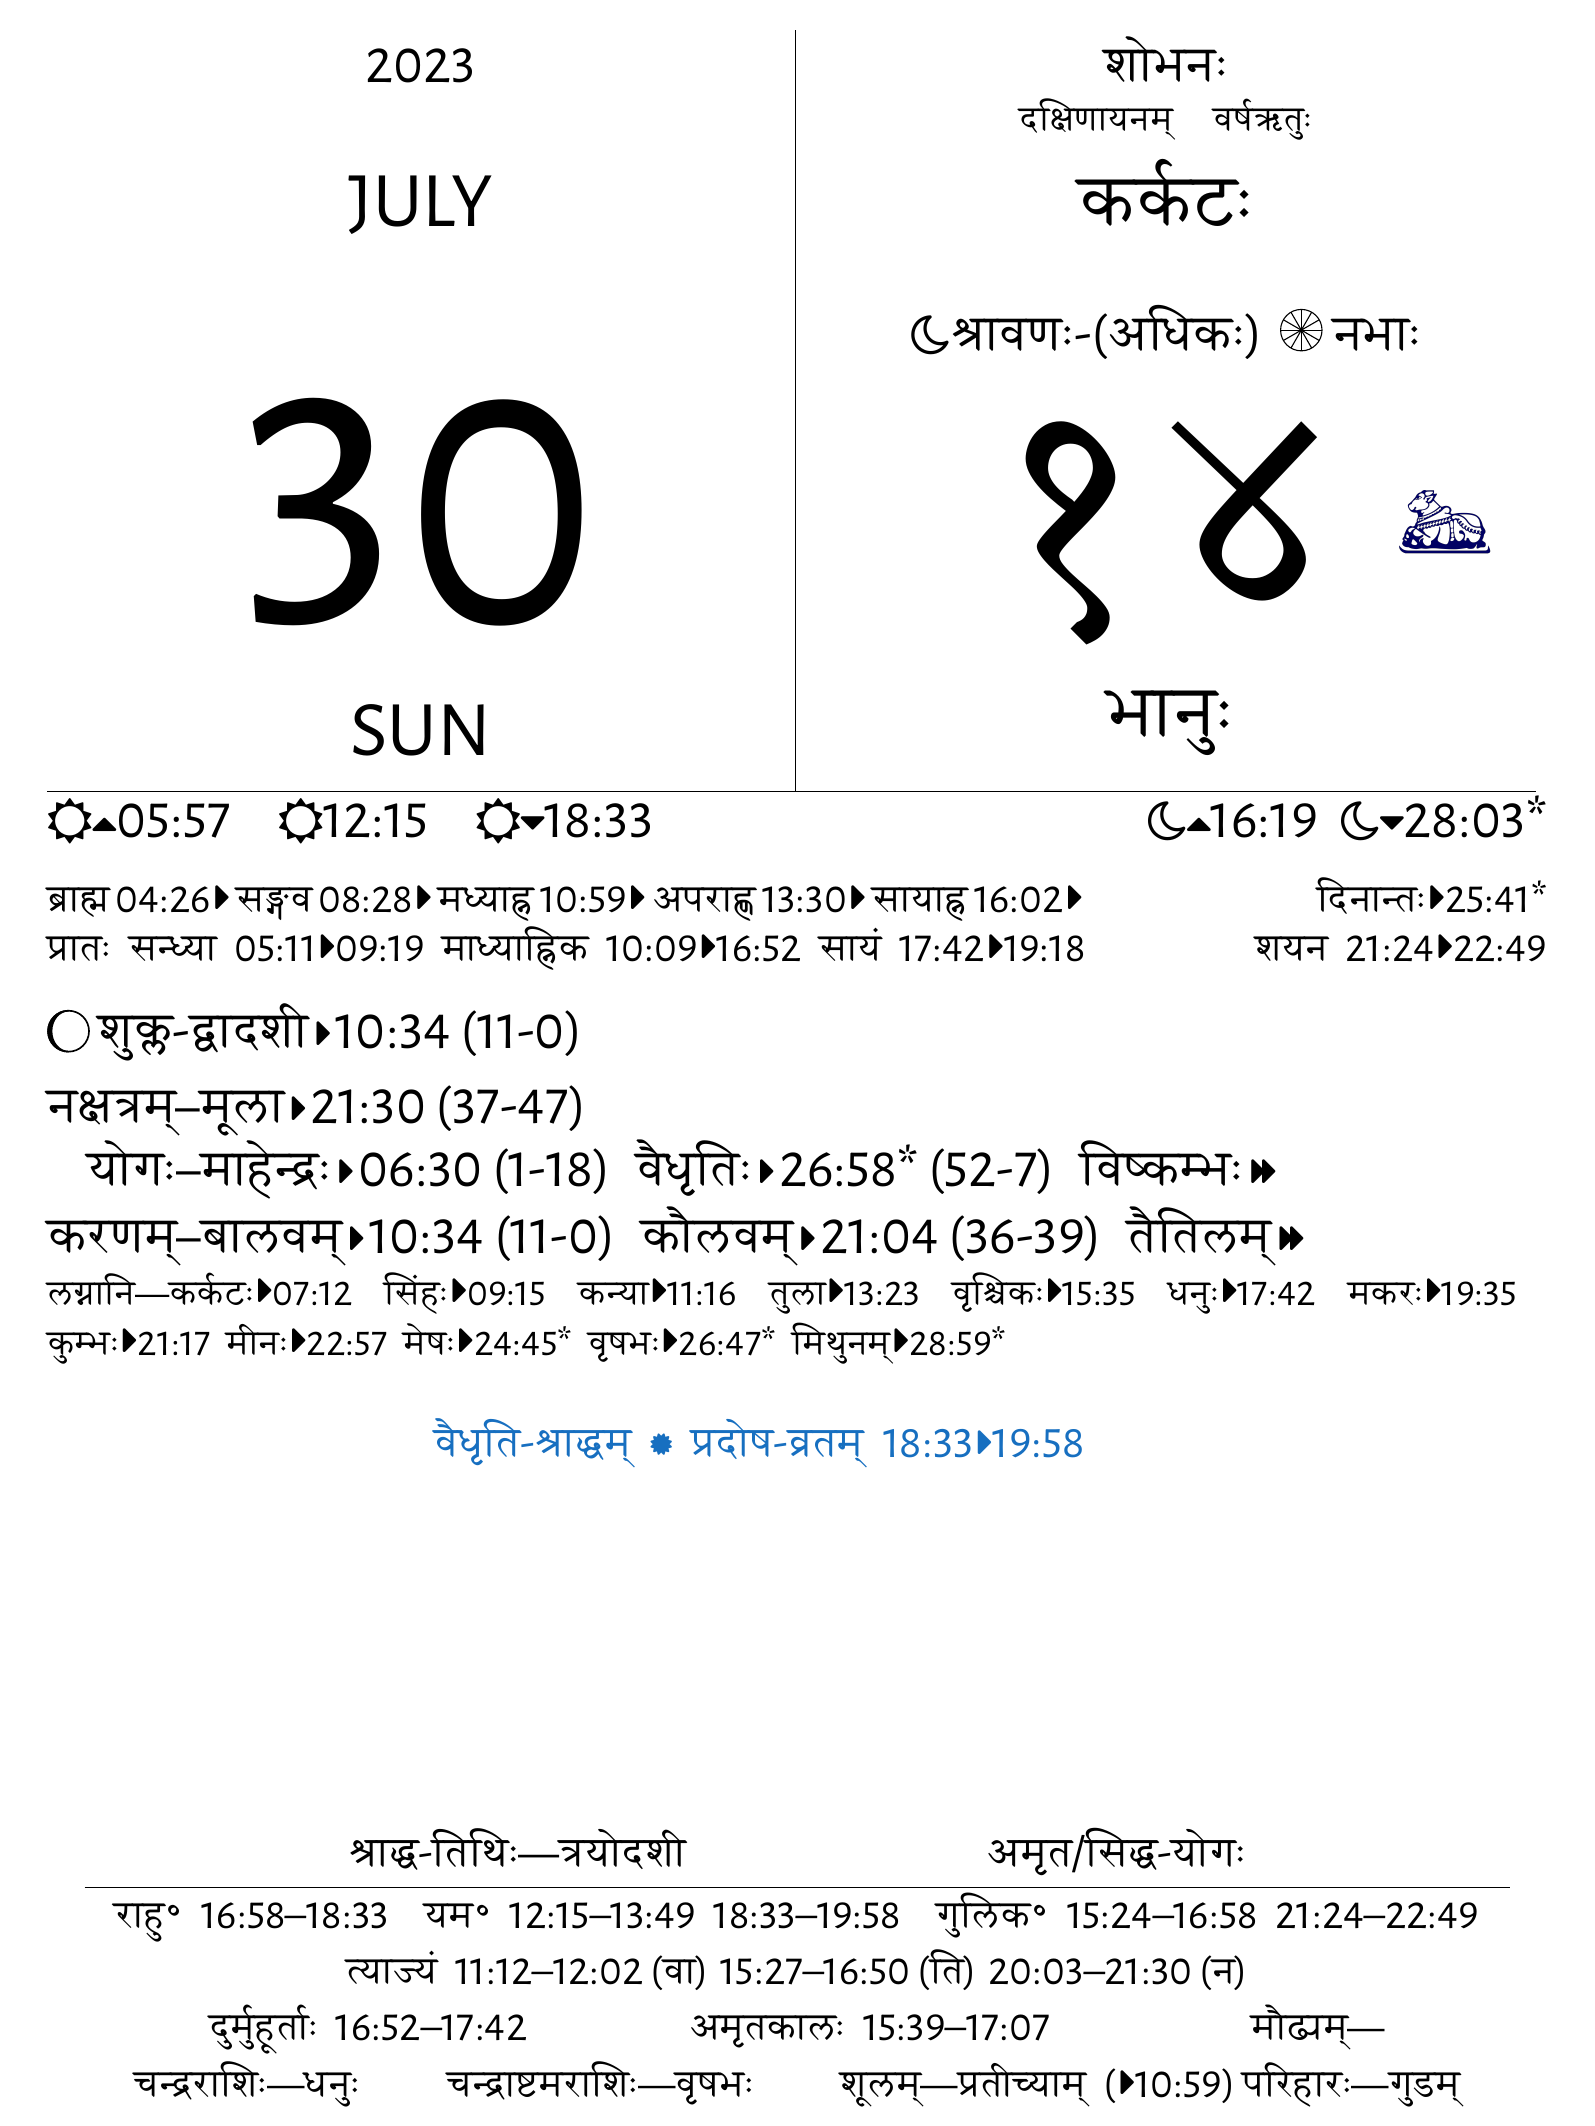 2023
JULY
30
SUN
शोभनः
दक्षिणायनम् वर्षऋतुः
कर्कटः
श्रावणः-(अधिकः) नभाः
१४
भानुः
05:57 12:15 18:33 16:19 28:03*
ब्राह्म 04:26 सङ्गव 08:28 मध्याह्न 10:59 अपराह्ण 13:30 सायाह्न 16:02 दिनान्तः 25:41*
प्रातः सन्ध्या 05:11 09:19 माध्याह्निक 10:09 16:52 सायं 17:42 19:18 शयन 21:24 22:49
शुक्ल-द्वादशी 10:34 (11-0)
नक्षत्रम्–मूला 21:30 (37-47)
योगः–माहेन्द्रः 06:30 (1-18) वैधृतिः 26:58* (52-7) विष्कम्भः
करणम्–बालवम् 10:34 (11-0) कौलवम् 21:04 (36-39) तैतिलम्
लग्नानि—कर्कटः 07:12 सिंहः 09:15 कन्या 11:16 तुला 13:23 वृश्चिकः 15:35 धनुः 17:42 मकरः 19:35
कुम्भः 21:17 मीनः 22:57 मेषः 24:45* वृषभः 26:47* मिथुनम् 28:59*
वैधृति-श्राद्धम् प्रदोष-व्रतम् 18:33 19:58
श्राद्ध-तिथिः—त्रयोदशी अमृत/सिद्ध-योगः
राहु॰ 16:58–18:33 यम॰ 12:15–13:49 18:33–19:58 गुलिक॰ 15:24–16:58 21:24–22:49
त्याज्यं 11:12–12:02 (वा) 15:27–16:50 (ति) 20:03–21:30 (न)
दुर्मुहूर्ताः 16:52–17:42 अमृतकालः 15:39–17:07 मौढ्यम्—
चन्द्रराशिः—धनुः चन्द्राष्टमराशिः—वृषभः शूलम्—प्रतीच्याम् (10:59) परिहारः—गुडम्